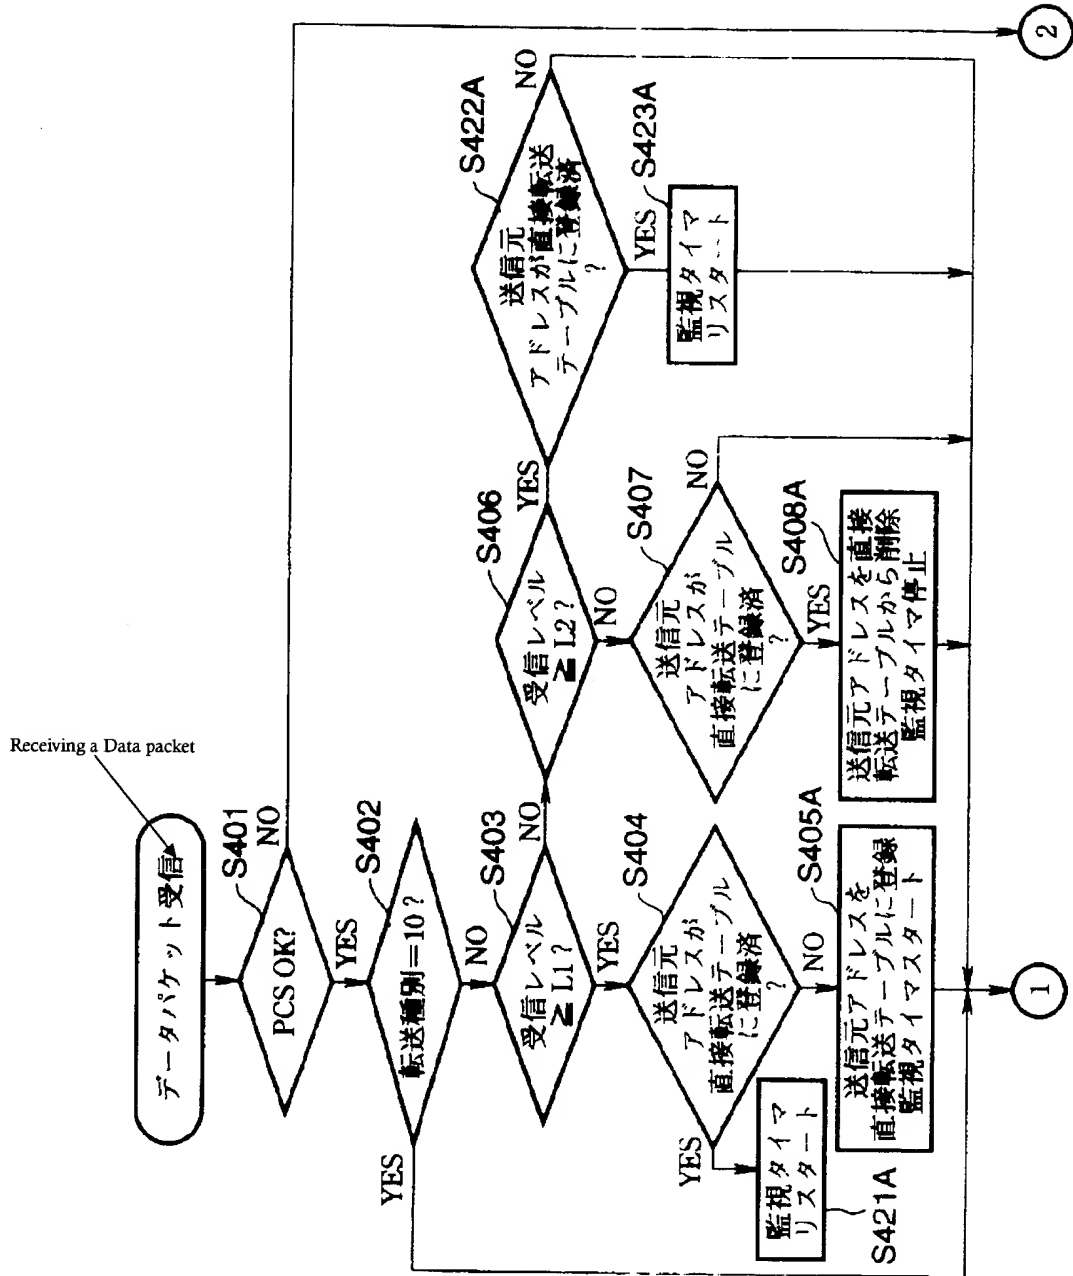 Receiving a Data packet
データパケット受信
S401
PCS OK?
NO
YES
S402
転送種別=10?
YES
NO
S403
受信レベル
≧L1?
NO
YES
S404
送信元
アドレスが
直接転送テーブル
に登録済
?
YES
NO
監視タイマ
リスタート
S421A
S405A
送信元アドレスを
直接転送テーブルに登録
監視タイマスタート
S406
受信レベル
≧L2?
YES
NO
S407
送信元
アドレスが
直接転送テーブル
に登録済
?
NO
YES
S408A
送信元アドレスを直接
転送テーブルから削除
監視タイマ停止
S422A
送信元
アドレスが直接転送
テーブルに登録済
?
NO
YES
S423A
監視タイマ
リスタート
1
2